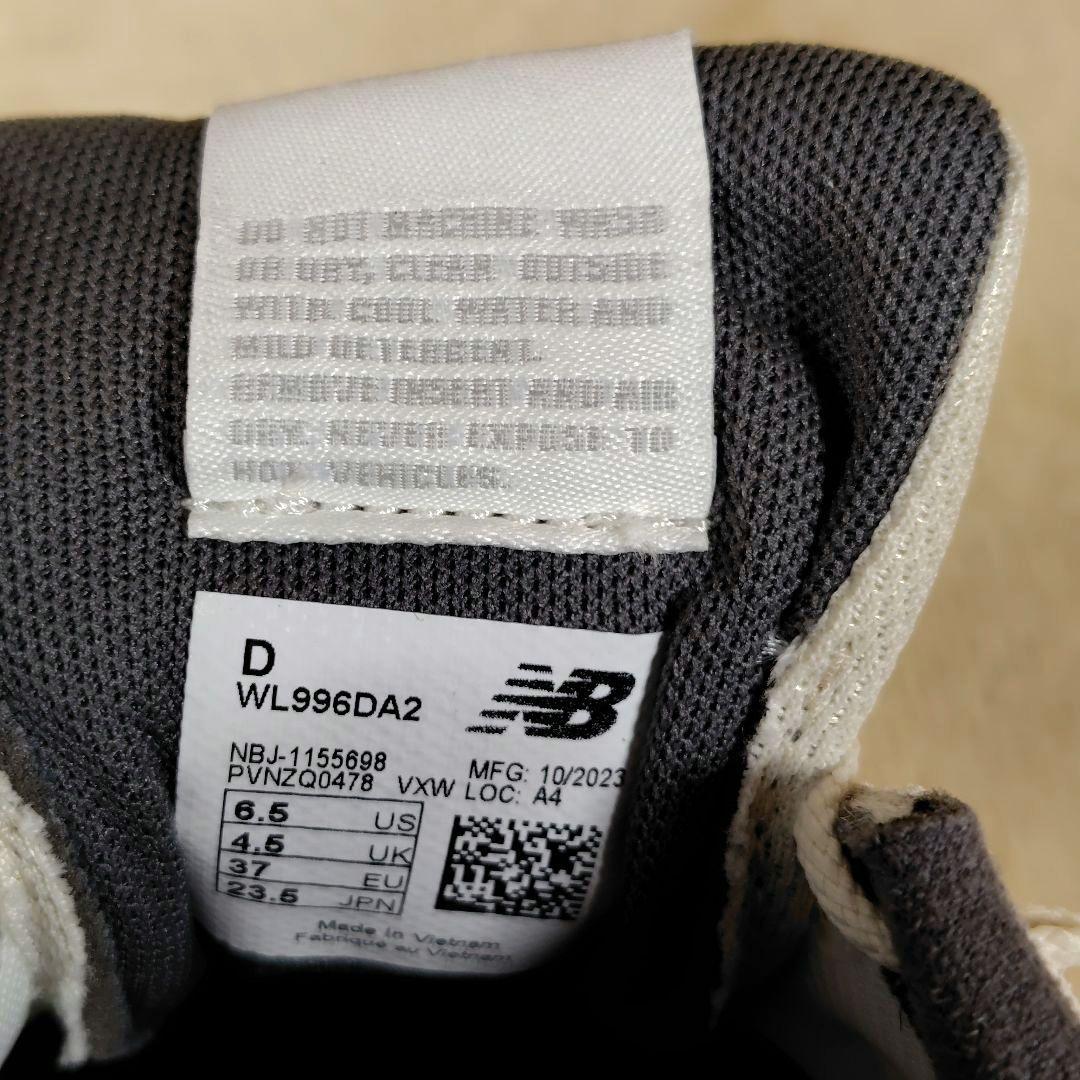 DO NOT MACHINE WASH
OR DRY, CLEAN OUTSIDE
WITH COOL WATER AND
MILD DETERGENT.
REMOVE INSERT AND AIR
DRY. NEVER EXPOSE TO
HOT VEHICLES.
D
WL996DA2
NB
NBJ-1155698
PVNZQ0478 VXW
MFG: 10/2023
LOC: A4
6.5 US
4.5 UK
37 EU
23.5 JPN
Made in Vietnam
Fabriqué au Vietnam